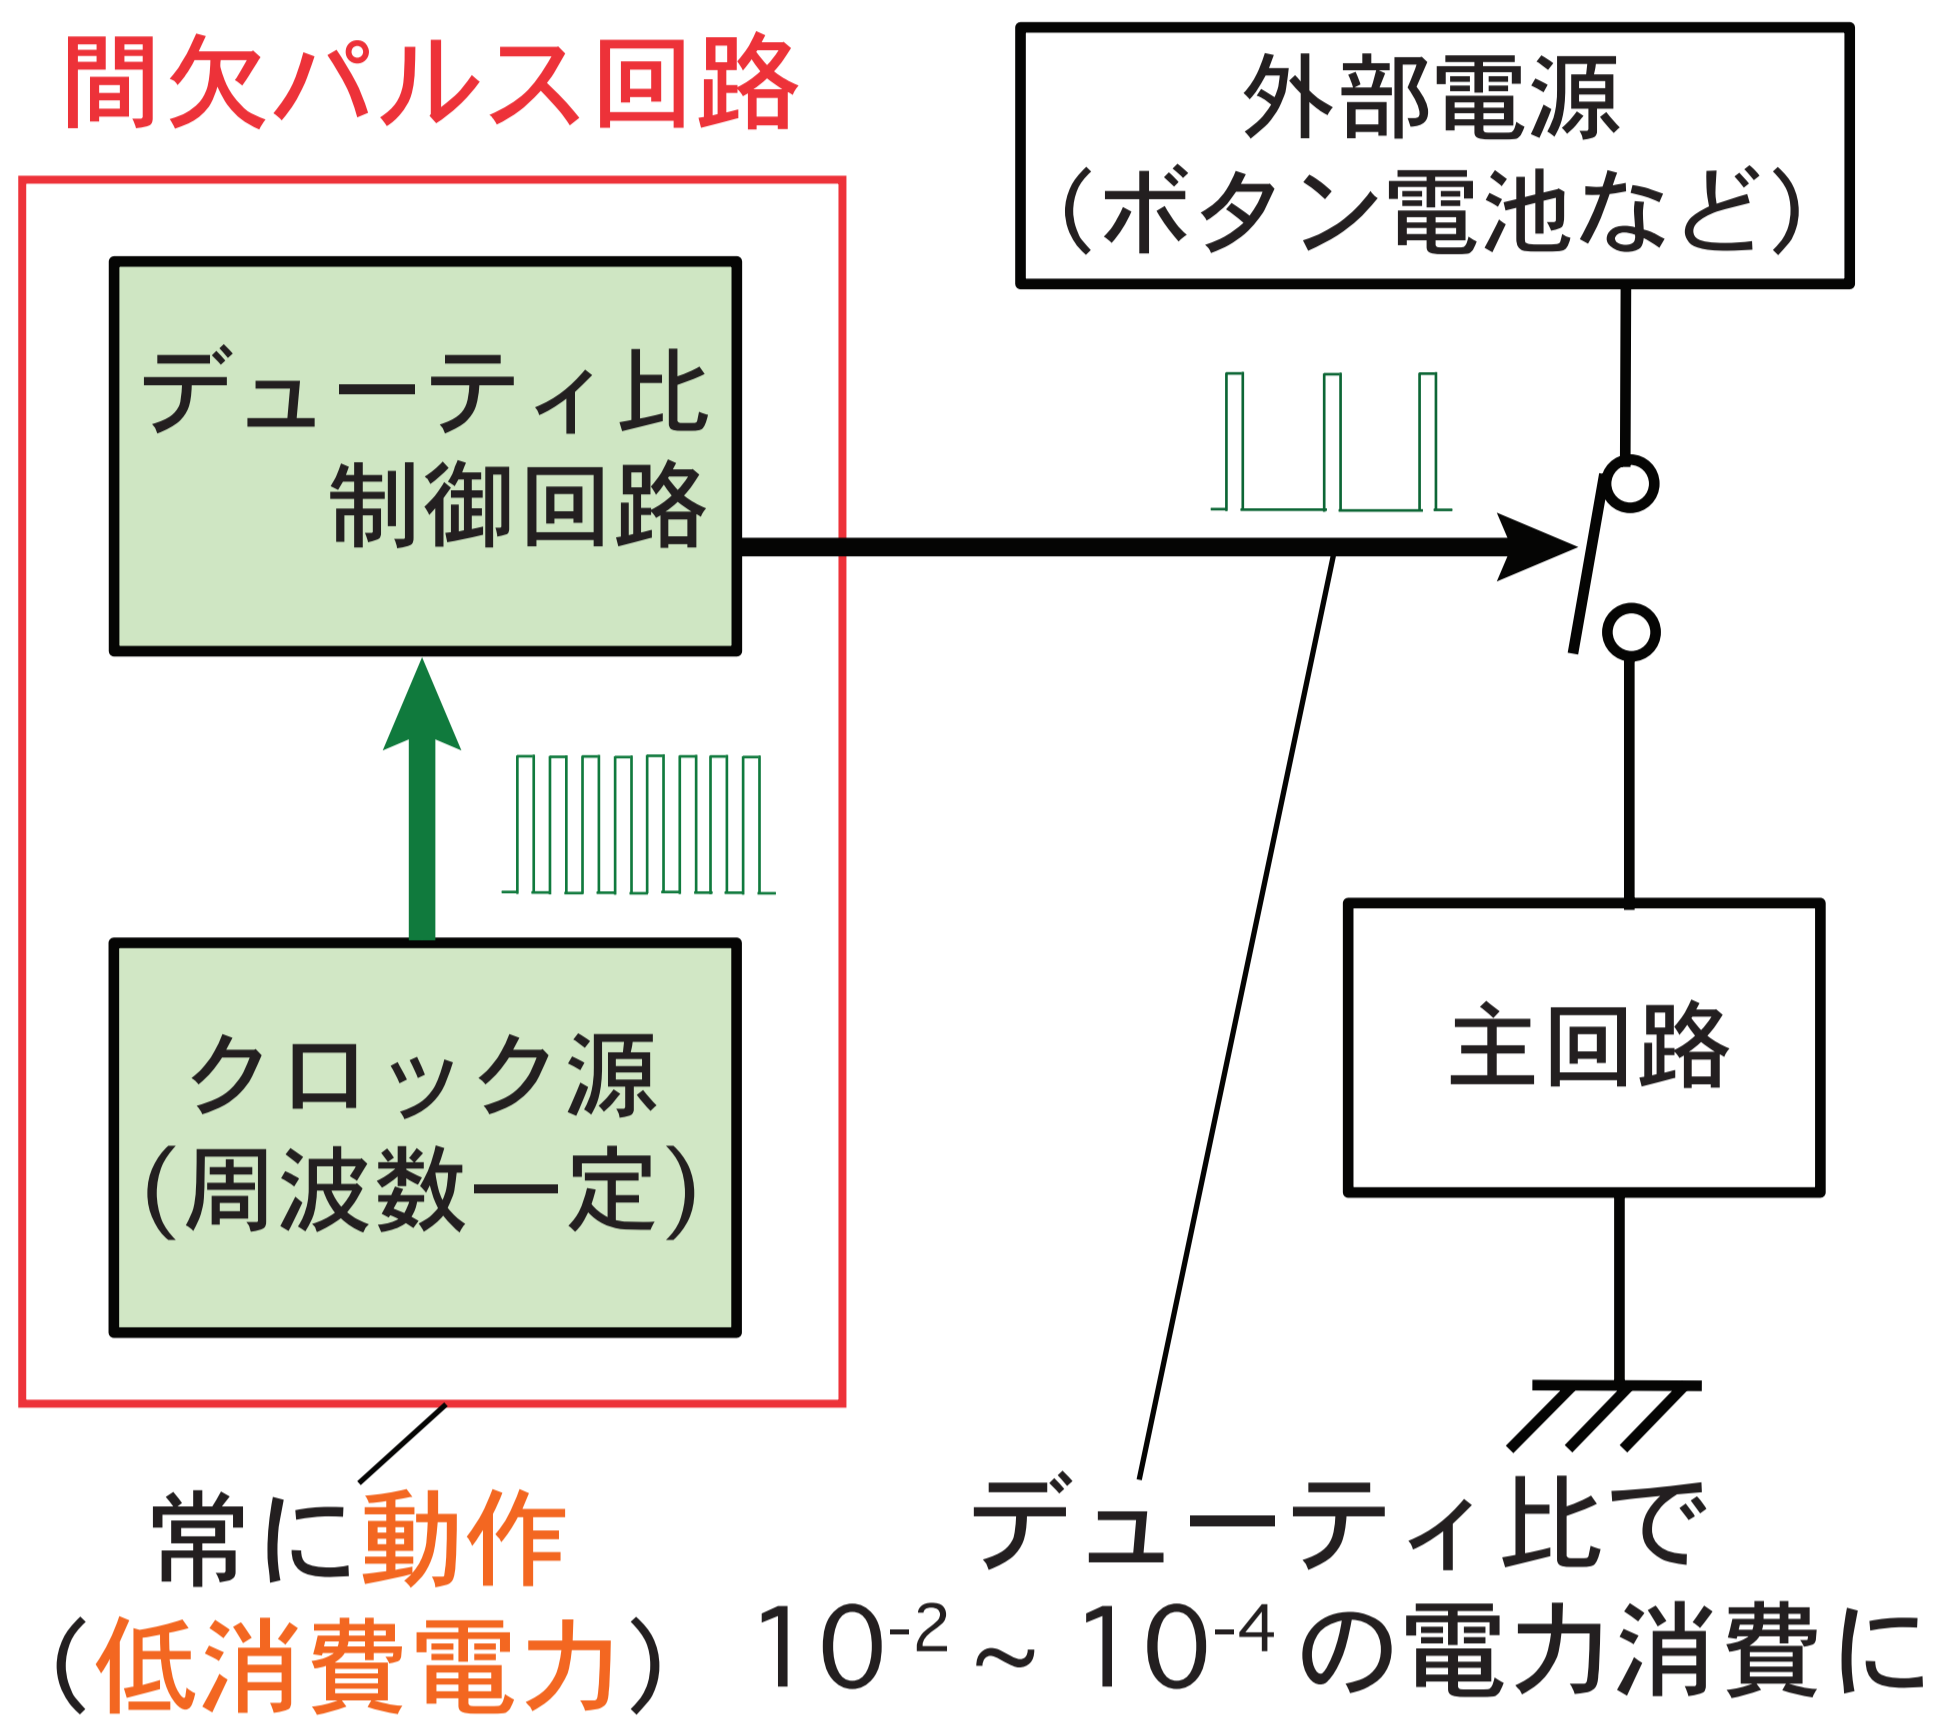 間欠パルス回路
外部電源
（ボタン電池など）
デューティ比
制御回路
クロック源
(周波数一定)
主回路
常に動作
（低消費電力）
デューティ比で
10-2～10-4の電力消費に